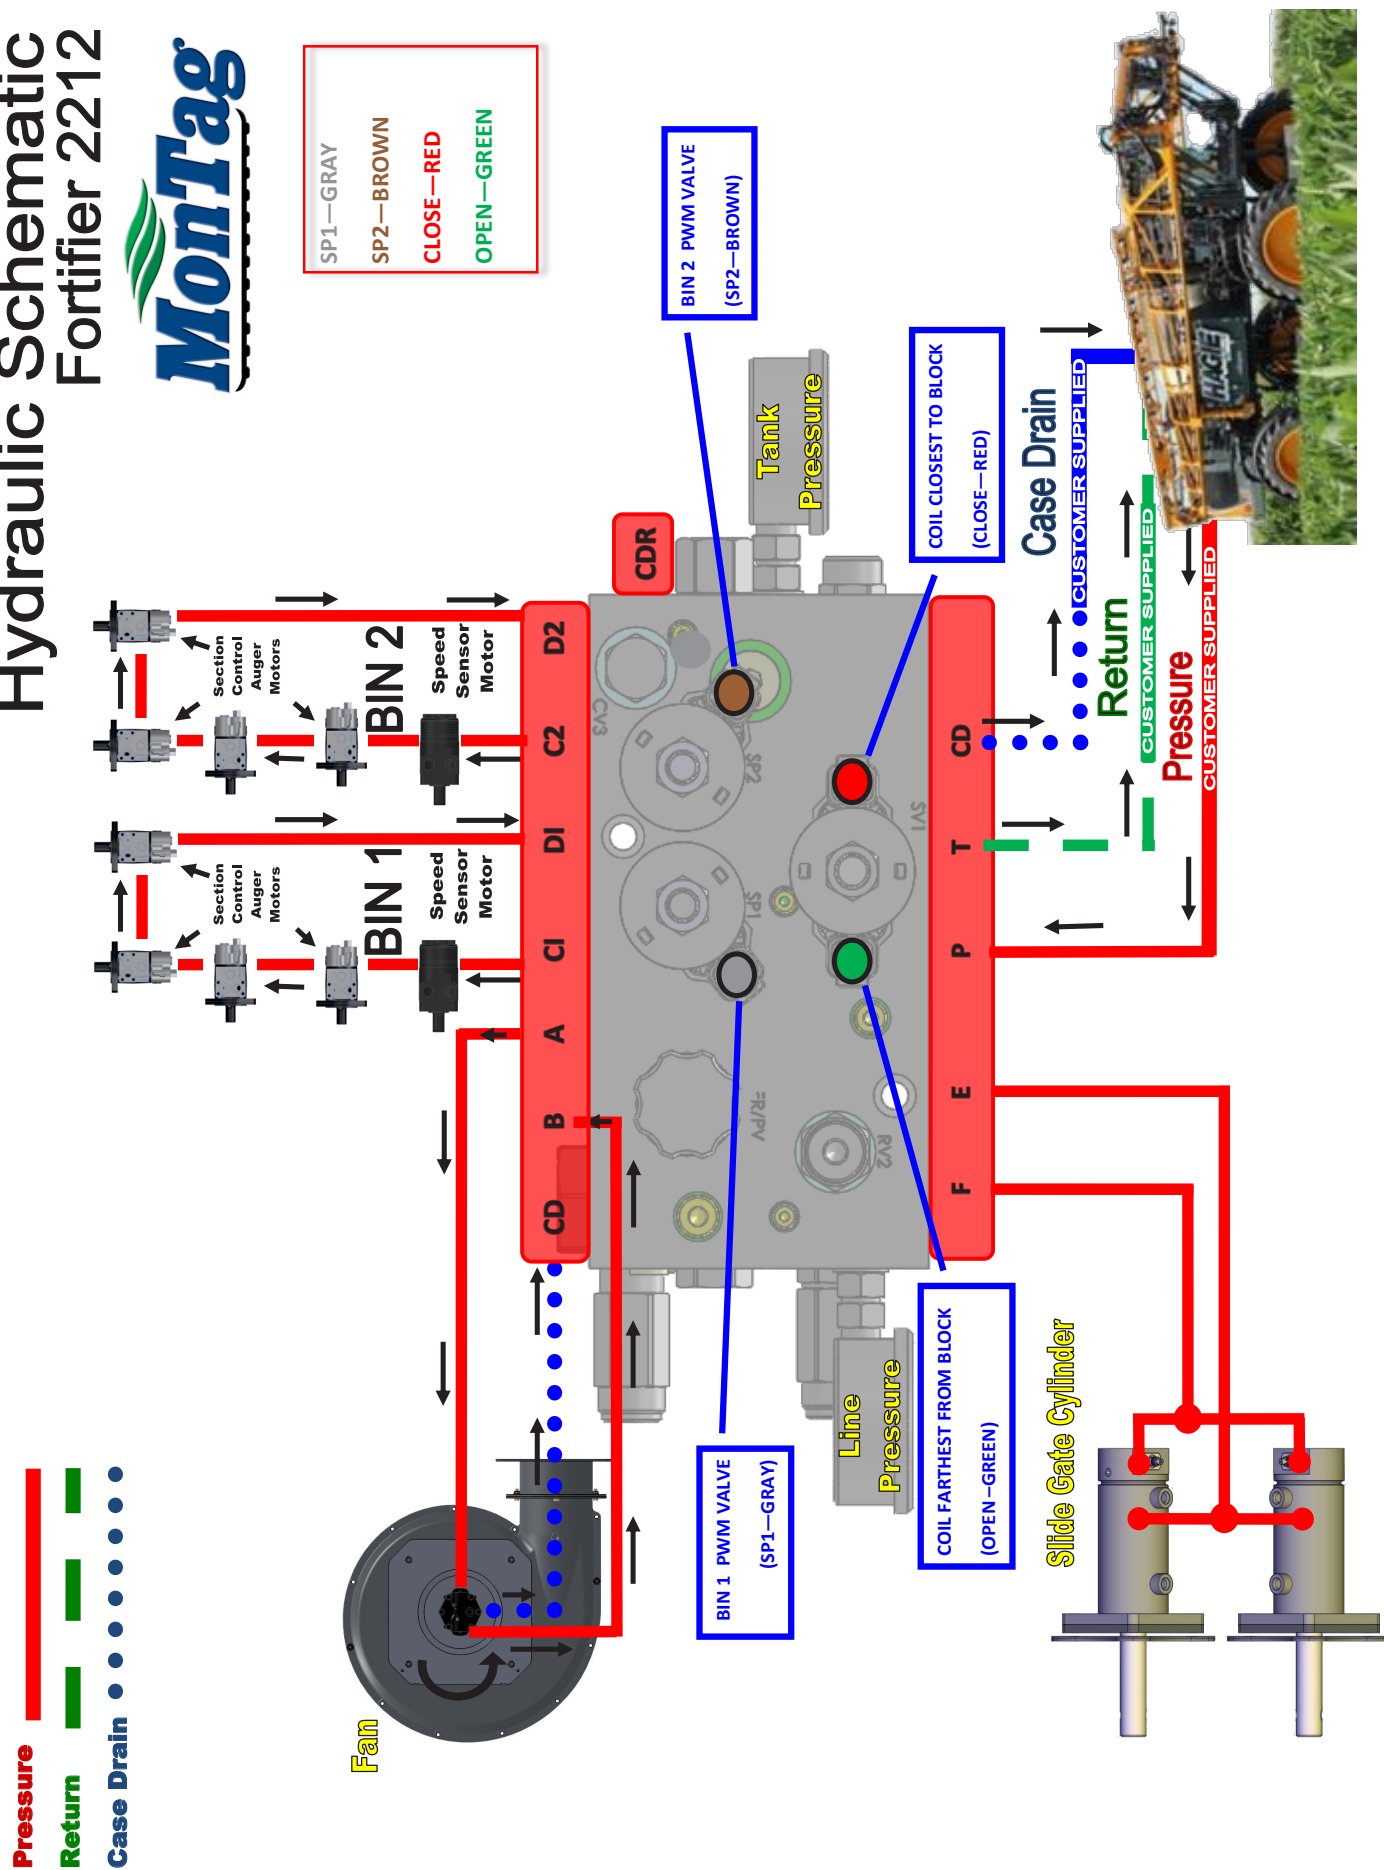 Hydraulic Schematic
Fortifier 2212
MonTag
Pressure
Return
Case Drain
SP1—GRAY
SP2—BROWN
CLOSE—RED
OPEN—GREEN
Section
Control
Auger
Motors
BIN 1
Speed
Sensor
Motor
Section
Control
Auger
Motors
BIN 2
Speed
Sensor
Motor
Fan
CD
B
A
CI
DI
C2
D2
CDR
CV3
SP2
SP1
SV1
FR/PV
RV2
BIN 2 PWM VALVE
(SP2—BROWN)
Tank
Pressure
BIN 1 PWM VALVE
(SP1—GRAY)
Line
Pressure
COIL CLOSEST TO BLOCK
(CLOSE—RED)
COIL FARTHEST FROM BLOCK
(OPEN—GREEN)
F
E
P
T
CD
Case Drain
CUSTOMER SUPPLIED
Return
CUSTOMER SUPPLIED
Pressure
CUSTOMER SUPPLIED
Slide Gate Cylinder
HAGIE